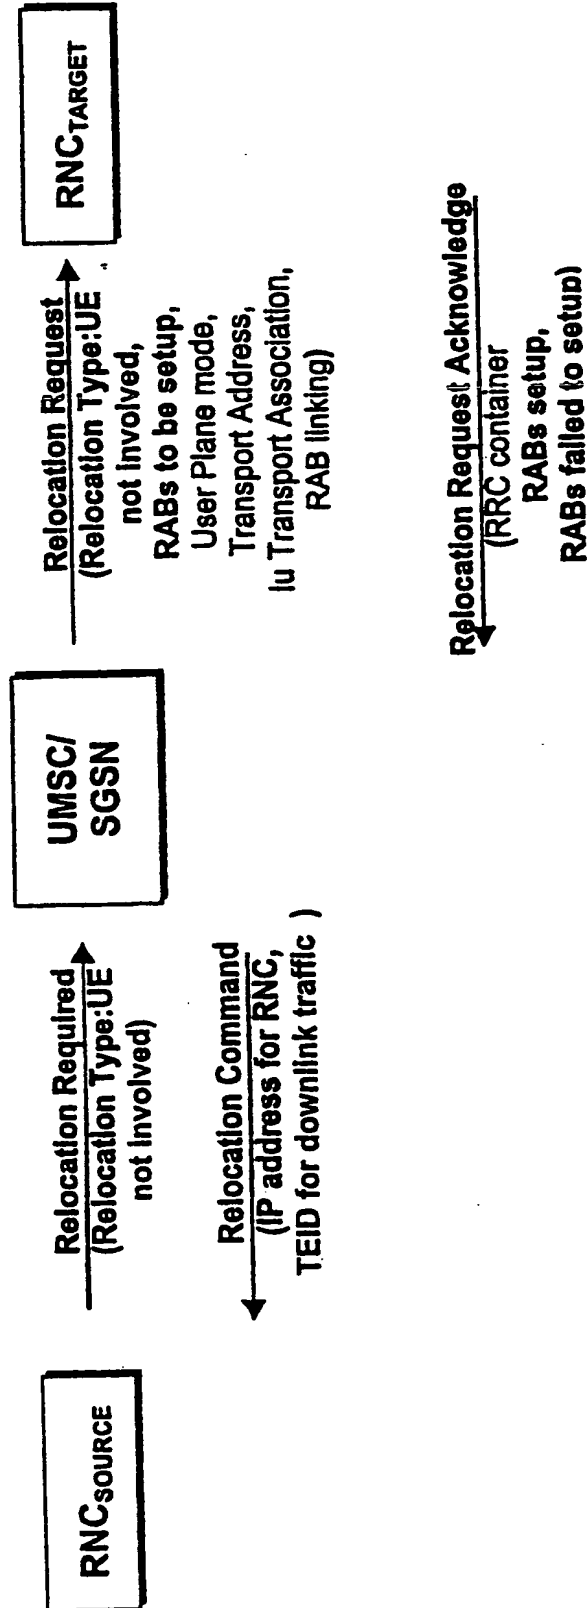 RNCSOURCE
Relocation Required
(Relocation Type:UE
not involved)
Relocation Command
(IP address for RNC,
TEID for downlink traffic )
UMSC/
SGSN
Relocation Request
(Relocation Type:UE
not involved,
RABs to be setup,
User Plane mode,
Transport Address,
Iu Transport Association,
RAB linking)
Relocation Request Acknowledge
(RRC container
RABs setup,
RABs failed to setup)
RNCTARGET